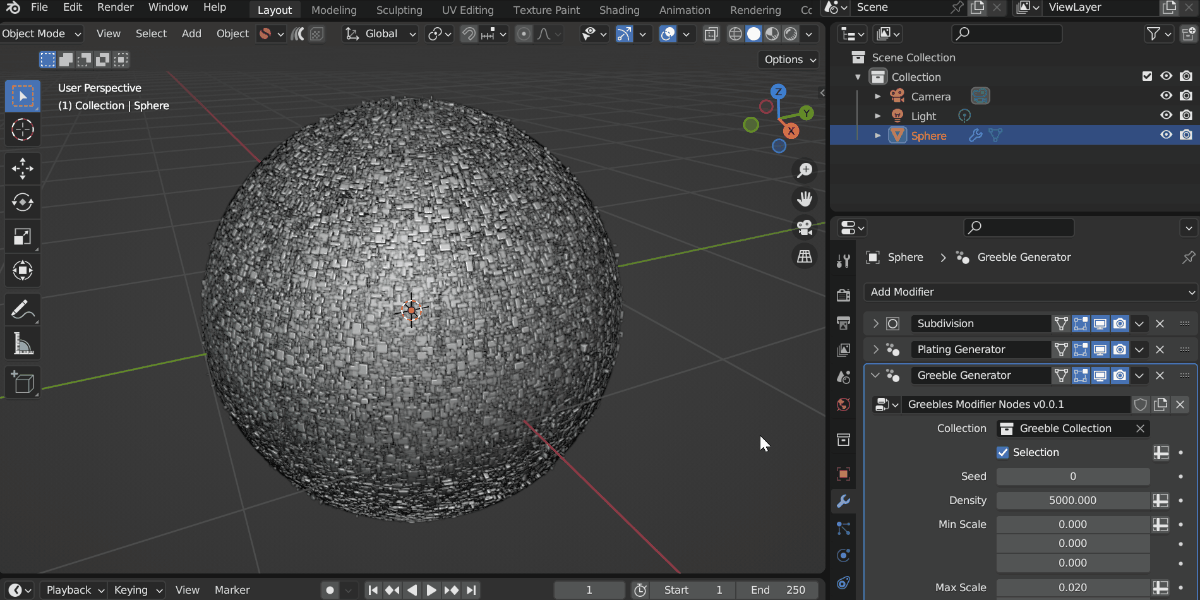 File Edit Render Window Help Layout Modeling Sculpting UV Editing Texture Paint Shading Animation Rendering Cc Scene ViewLayer
Object Mode View Select Add Object Global
Options
User Perspective
(1) Collection | Sphere
Z
Y
X
Scene Collection
Collection
Camera
Light
Sphere
Sphere > Greeble Generator
Add Modifier
Subdivision
Plating Generator
Greeble Generator
Greebles Modifier Nodes v0.0.1
Collection Greeble Collection
Selection
Seed 0
Density 5000.000
Min Scale 0.000
0.000
0.000
Max Scale 0.020
Playback Keying View Marker 1 Start 1 End 250